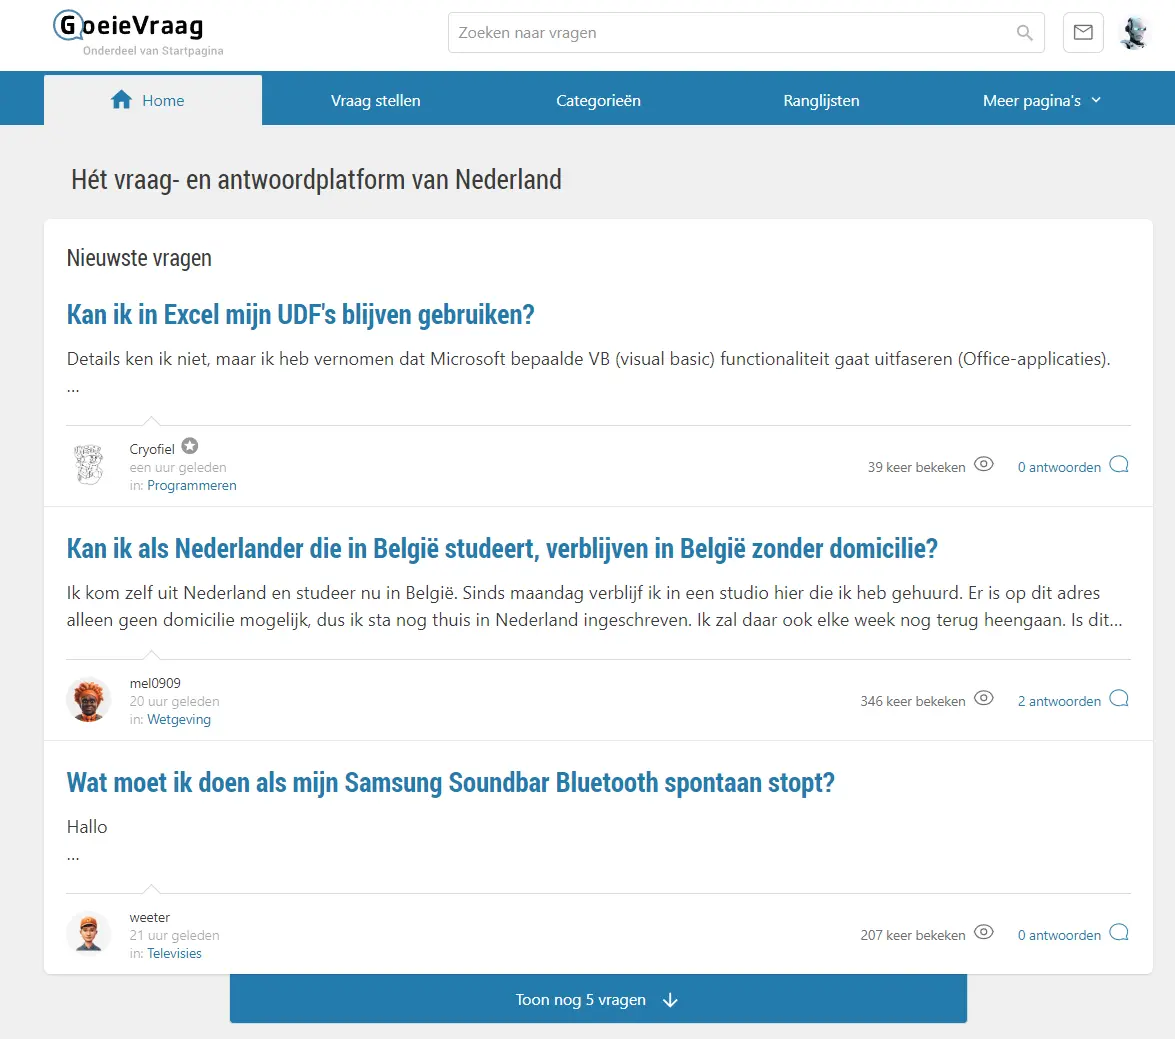 GoeieVraag
Onderdeel van Startpagina
Zoeken naar vragen
Home
Vraag stellen
Categorieën
Ranglijsten
Meer pagina's
Hét vraag- en antwoordplatform van Nederland
Nieuwste vragen
Kan ik in Excel mijn UDF's blijven gebruiken?
Details ken ik niet, maar ik heb vernomen dat Microsoft bepaalde VB (visual basic) functionaliteit gaat uitfaseren (Office-applicaties).
...
Cryofiel
een uur geleden
in: Programmeren
39 keer bekeken
0 antwoorden
Kan ik als Nederlander die in België studeert, verblijven in België zonder domicilie?
Ik kom zelf uit Nederland en studeer nu in België. Sinds maandag verblijf ik in een studio hier die ik heb gehuurd. Er is op dit adres
alleen geen domicilie mogelijk, dus ik sta nog thuis in Nederland ingeschreven. Ik zal daar ook elke week nog terug heengaan. Is dit...
mel0909
20 uur geleden
in: Wetgeving
346 keer bekeken
2 antwoorden
Wat moet ik doen als mijn Samsung Soundbar Bluetooth spontaan stopt?
Hallo
...
weeter
21 uur geleden
in: Televisies
207 keer bekeken
0 antwoorden
Toon nog 5 vragen